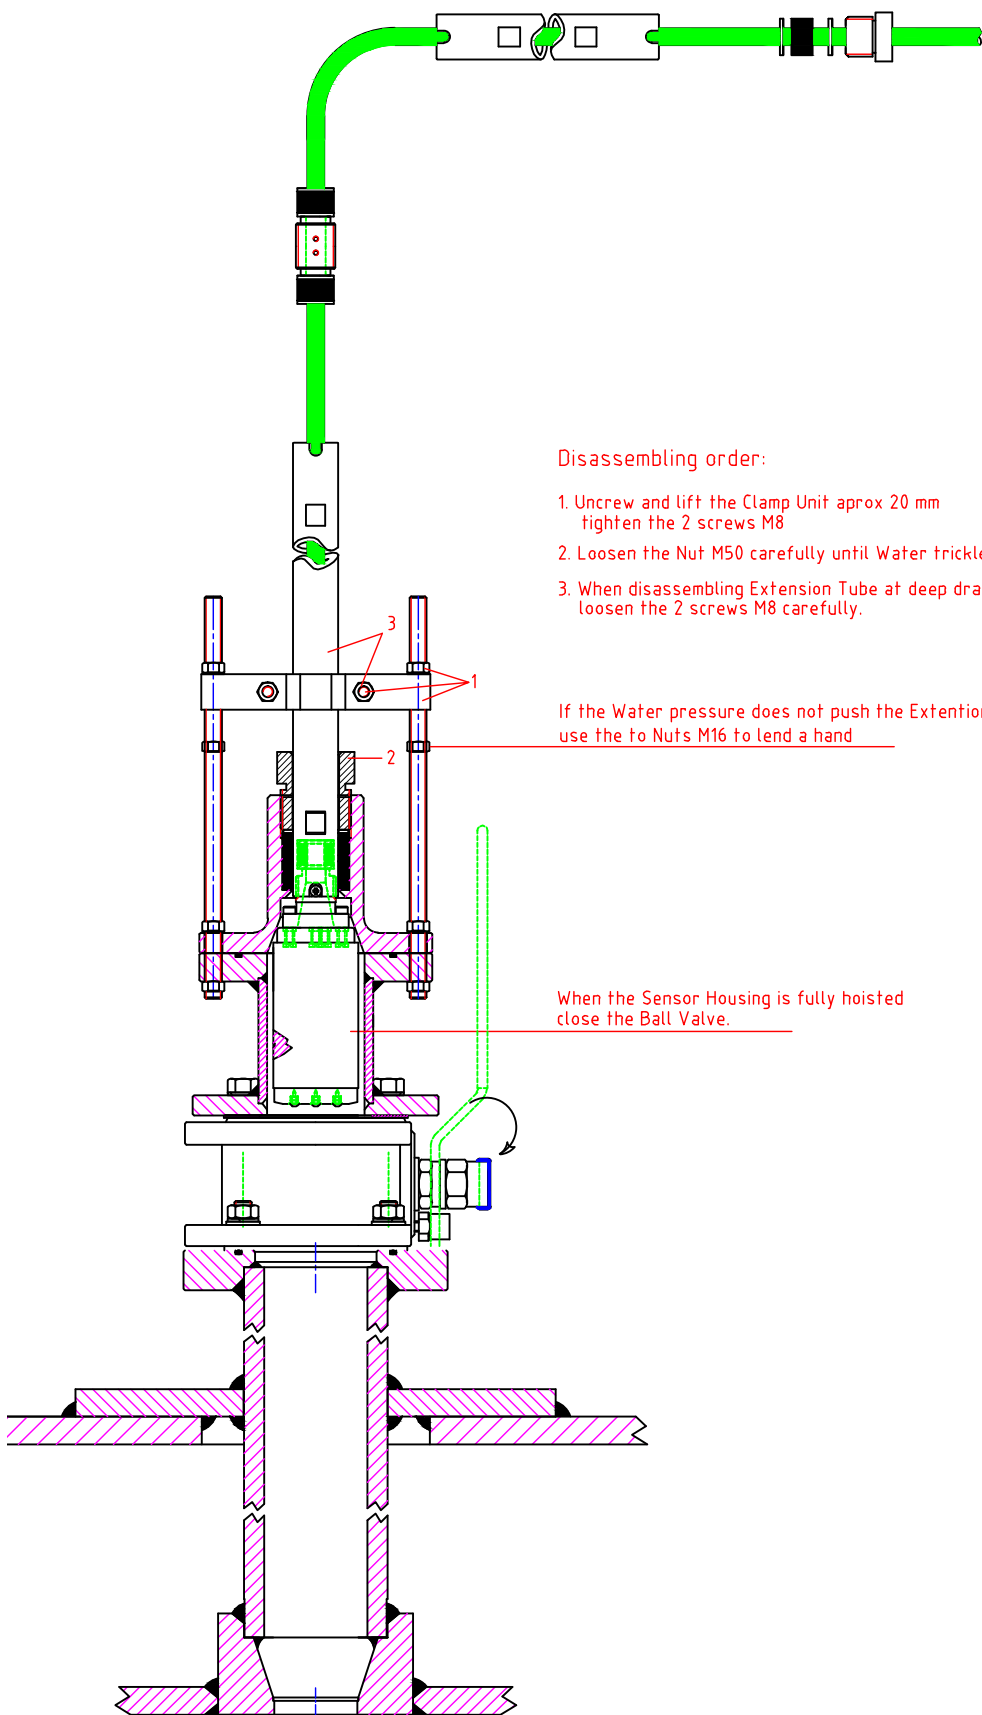 Disassembling order:
1. Uncrew and lift the Clamp Unit aprox 20 mm
tighten the 2 screws M8
2. Loosen the Nut M50 carefully until Water trickle
3. When disassembling Extension Tube at deep dra
loosen the 2 screws M8 carefully.
3
1
If the Water pressure does not push the Extention
use the to Nuts M16 to lend a hand
2
When the Sensor Housing is fully hoisted
close the Ball Valve.